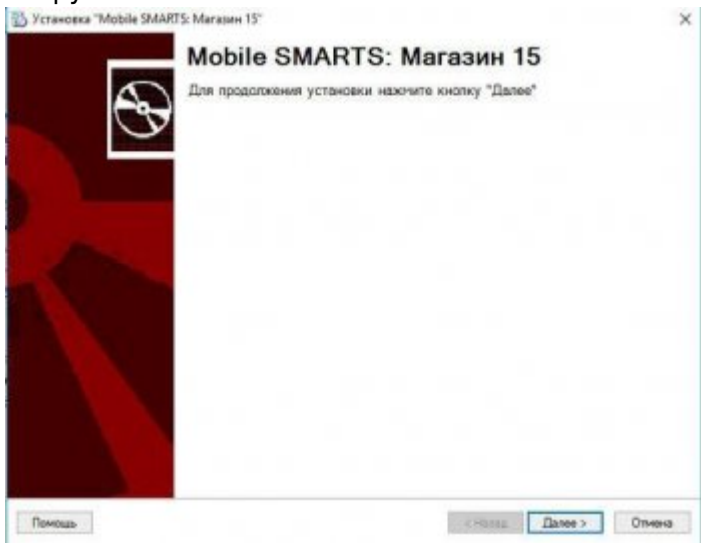 Установка "Mobile SMARTS: Магазин 15"
Mobile SMARTS: Магазин 15
Для продолжения установки нажмите кнопку "Далее"
Помощь
< Назад
Далее >
Отмена